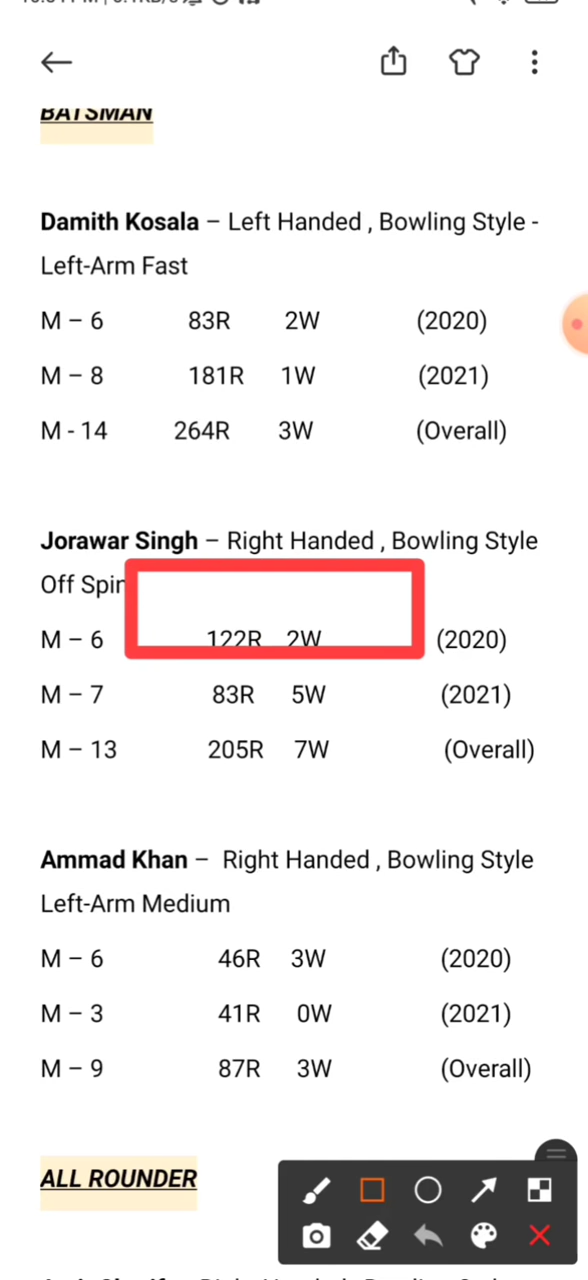 BATSMAN
Damith Kosala – Left Handed , Bowling Style -
Left-Arm Fast
M – 6 83R 2W (2020)
M – 8 181R 1W (2021)
M - 14 264R 3W (Overall)
Jorawar Singh – Right Handed , Bowling Style
Off Spin
M – 6 122R 2W (2020)
M – 7 83R 5W (2021)
M – 13 205R 7W (Overall)
Ammad Khan – Right Handed , Bowling Style
Left-Arm Medium
M – 6 46R 3W (2020)
M – 3 41R 0W (2021)
M – 9 87R 3W (Overall)
ALL ROUNDER